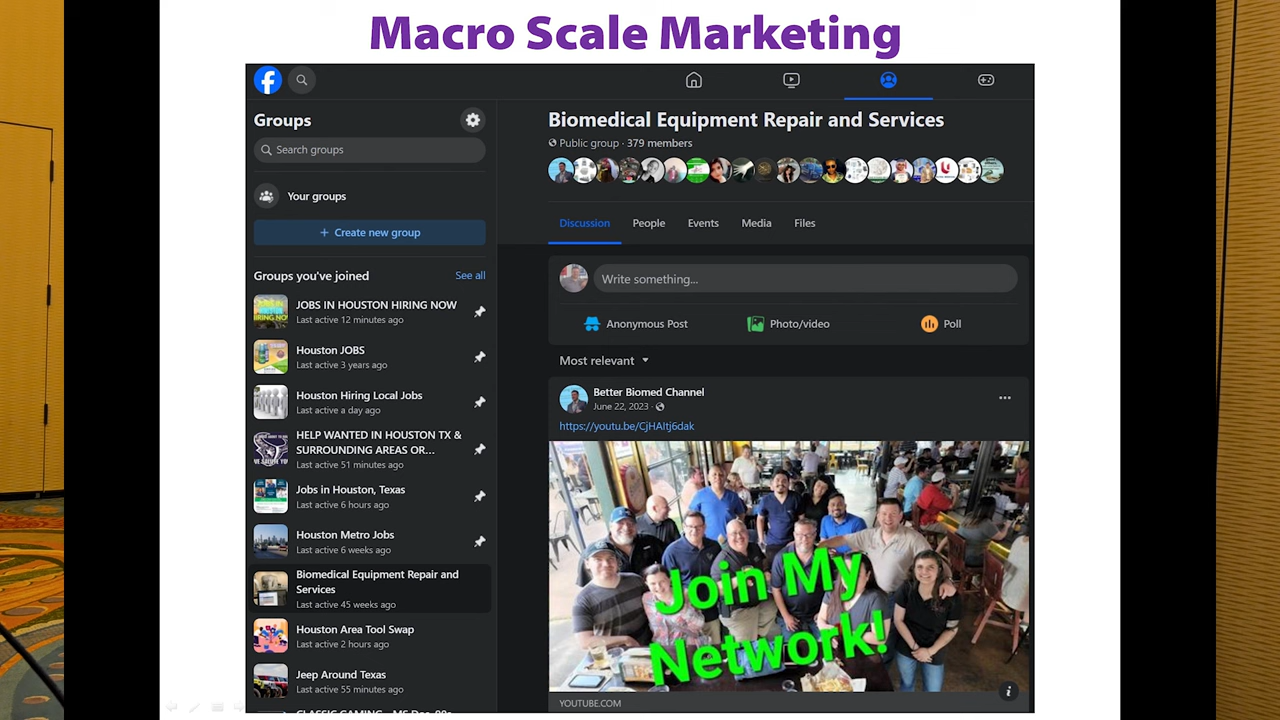 Macro Scale Marketing
Groups
Search groups
Your groups
+ Create new group
Groups you've joined
See all
JOBS IN HOUSTON HIRING NOW
Last active 12 minutes ago
Houston JOBS
Last active 3 years ago
Houston Hiring Local Jobs
Last active a day ago
HELP WANTED IN HOUSTON TX &
SURROUNDING AREAS OR...
Last active 51 minutes ago
Jobs in Houston, Texas
Last active 6 hours ago
Houston Metro Jobs
Last active 6 weeks ago
Biomedical Equipment Repair and
Services
Last active 45 weeks ago
Houston Area Tool Swap
Last active 2 hours ago
Jeep Around Texas
Last active 55 minutes ago
Biomedical Equipment Repair and Services
Public group · 379 members
Discussion
People
Events
Media
Files
Write something...
Anonymous Post
Photo/video
Poll
Most relevant
Better Biomed Channel
June 22, 2023
https://youtu.be/CjHAItj6dak
Join My
Network!
YOUTUBE.COM